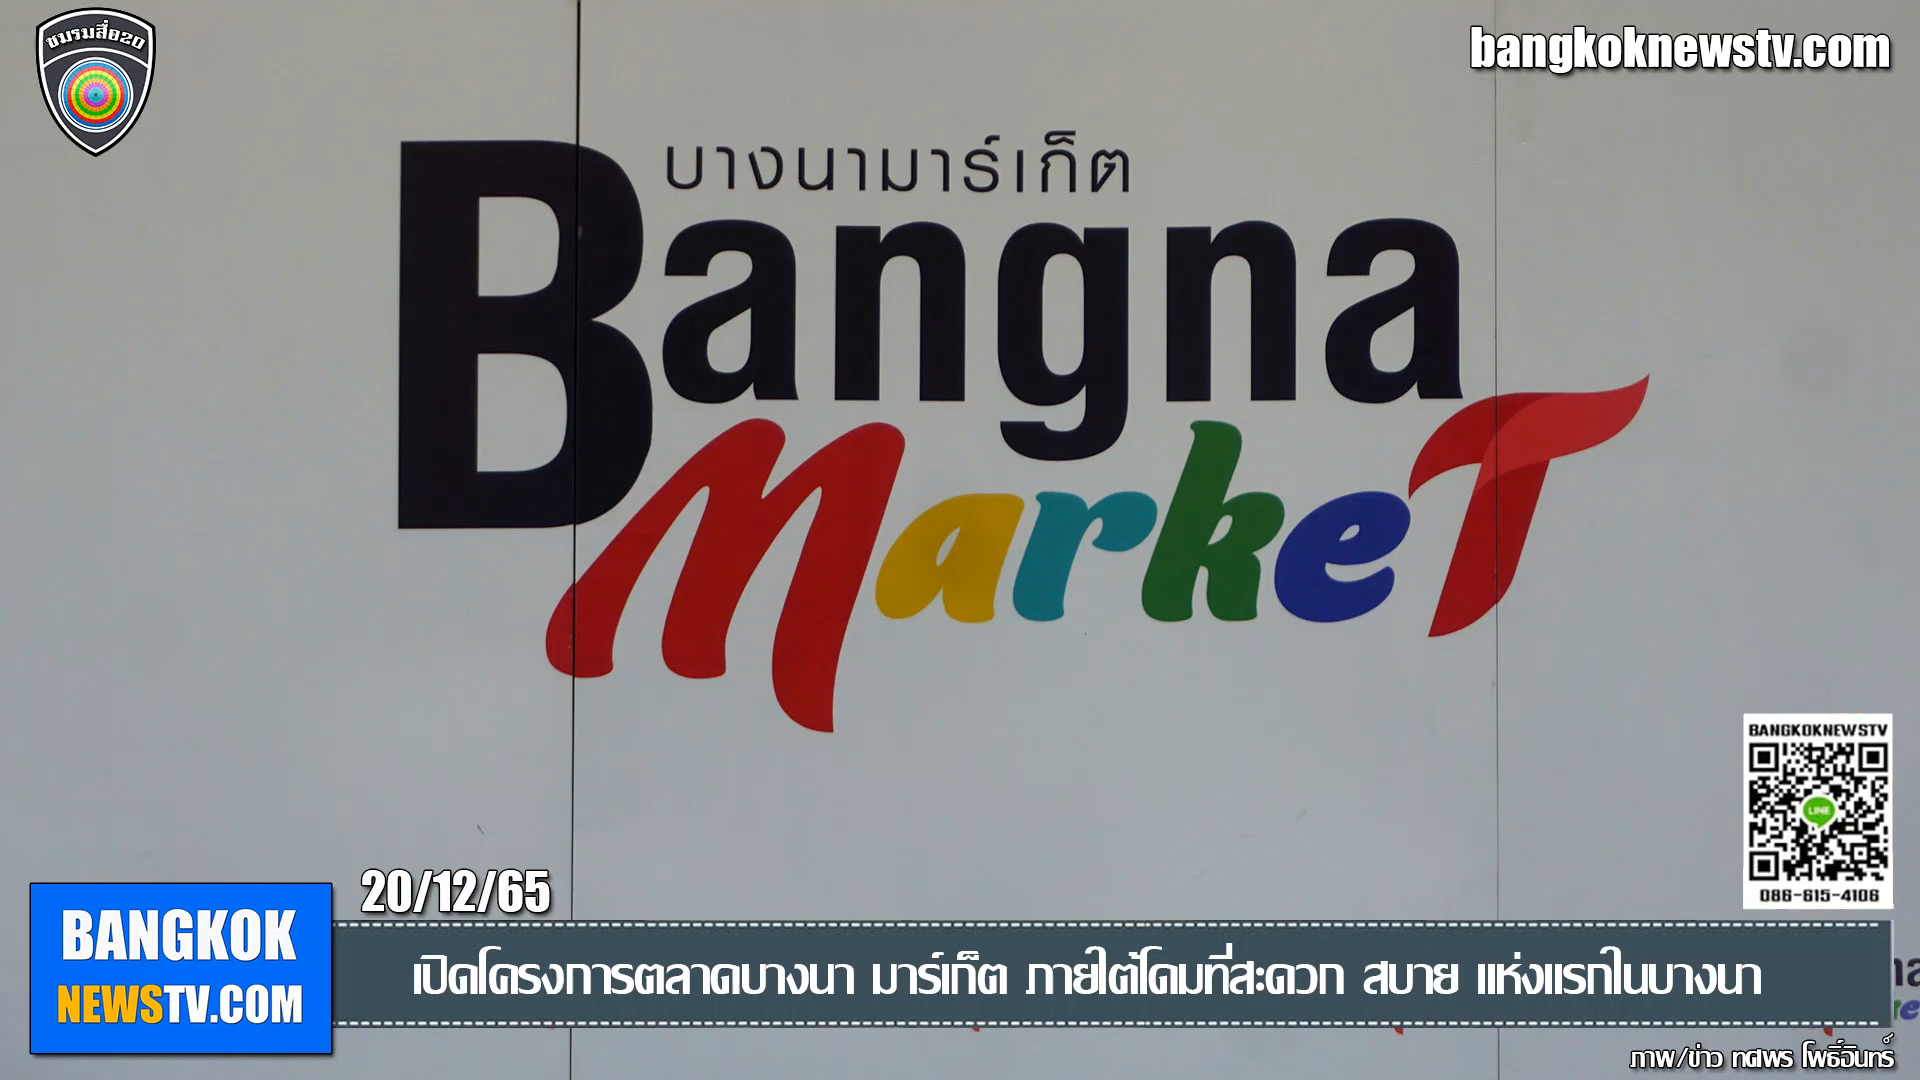 ชมรมสื่อ20
bangkoknewstv.com
บางนามาร์เก็ต
Bangna
MarkeT
BANGKOKNEWSTV
LINE
086-615-4106
20/12/65
BANGKOK
NEWSTV.COM
เปิดโครงการตลาดบางนา มาร์เก็ต ภายใต้โดมที่สะดวก สบาย แห่งแรกในบางนา
ภาพ/ข่าว ทศพร โพธิ์อินทร์